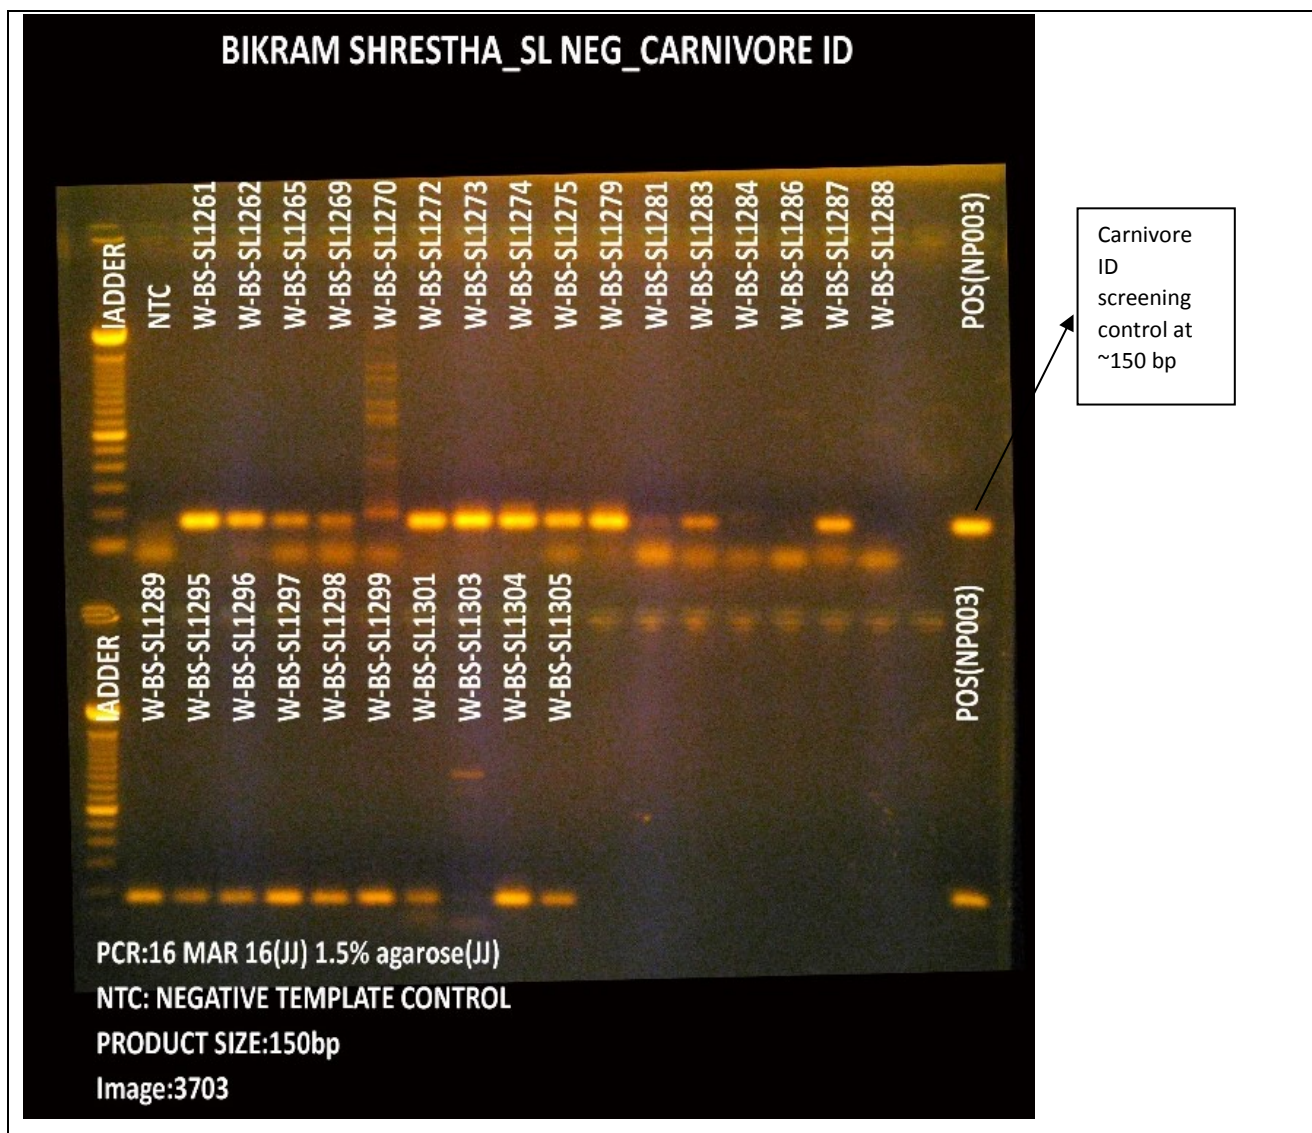 BIKRAM SHRESTHA_SL NEG_CARNIVORE ID
lADDER
NTC
W-BS-SL1261
W-BS-SL1262
W-BS-SL1265
W-BS-SL1269
W-BS-SL1270
W-BS-SL1272
W-BS-SL1273
W-BS-SL1274
W-BS-SL1275
W-BS-SL1279
W-BS-SL1281
W-BS-SL1283
W-BS-SL1284
W-BS-SL1286
W-BS-SL1287
W-BS-SL1288
POS(NP003)
Carnivore
ID
screening
control at
~150 bp
lADDER
W-BS-SL1289
W-BS-SL1295
W-BS-SL1296
W-BS-SL1297
W-BS-SL1298
W-BS-SL1299
W-BS-SL1301
W-BS-SL1303
W-BS-SL1304
W-BS-SL1305
POS(NP003)
PCR:16 MAR 16(JJ) 1.5% agarose(JJ)
NTC: NEGATIVE TEMPLATE CONTROL
PRODUCT SIZE:150bp
Image:3703